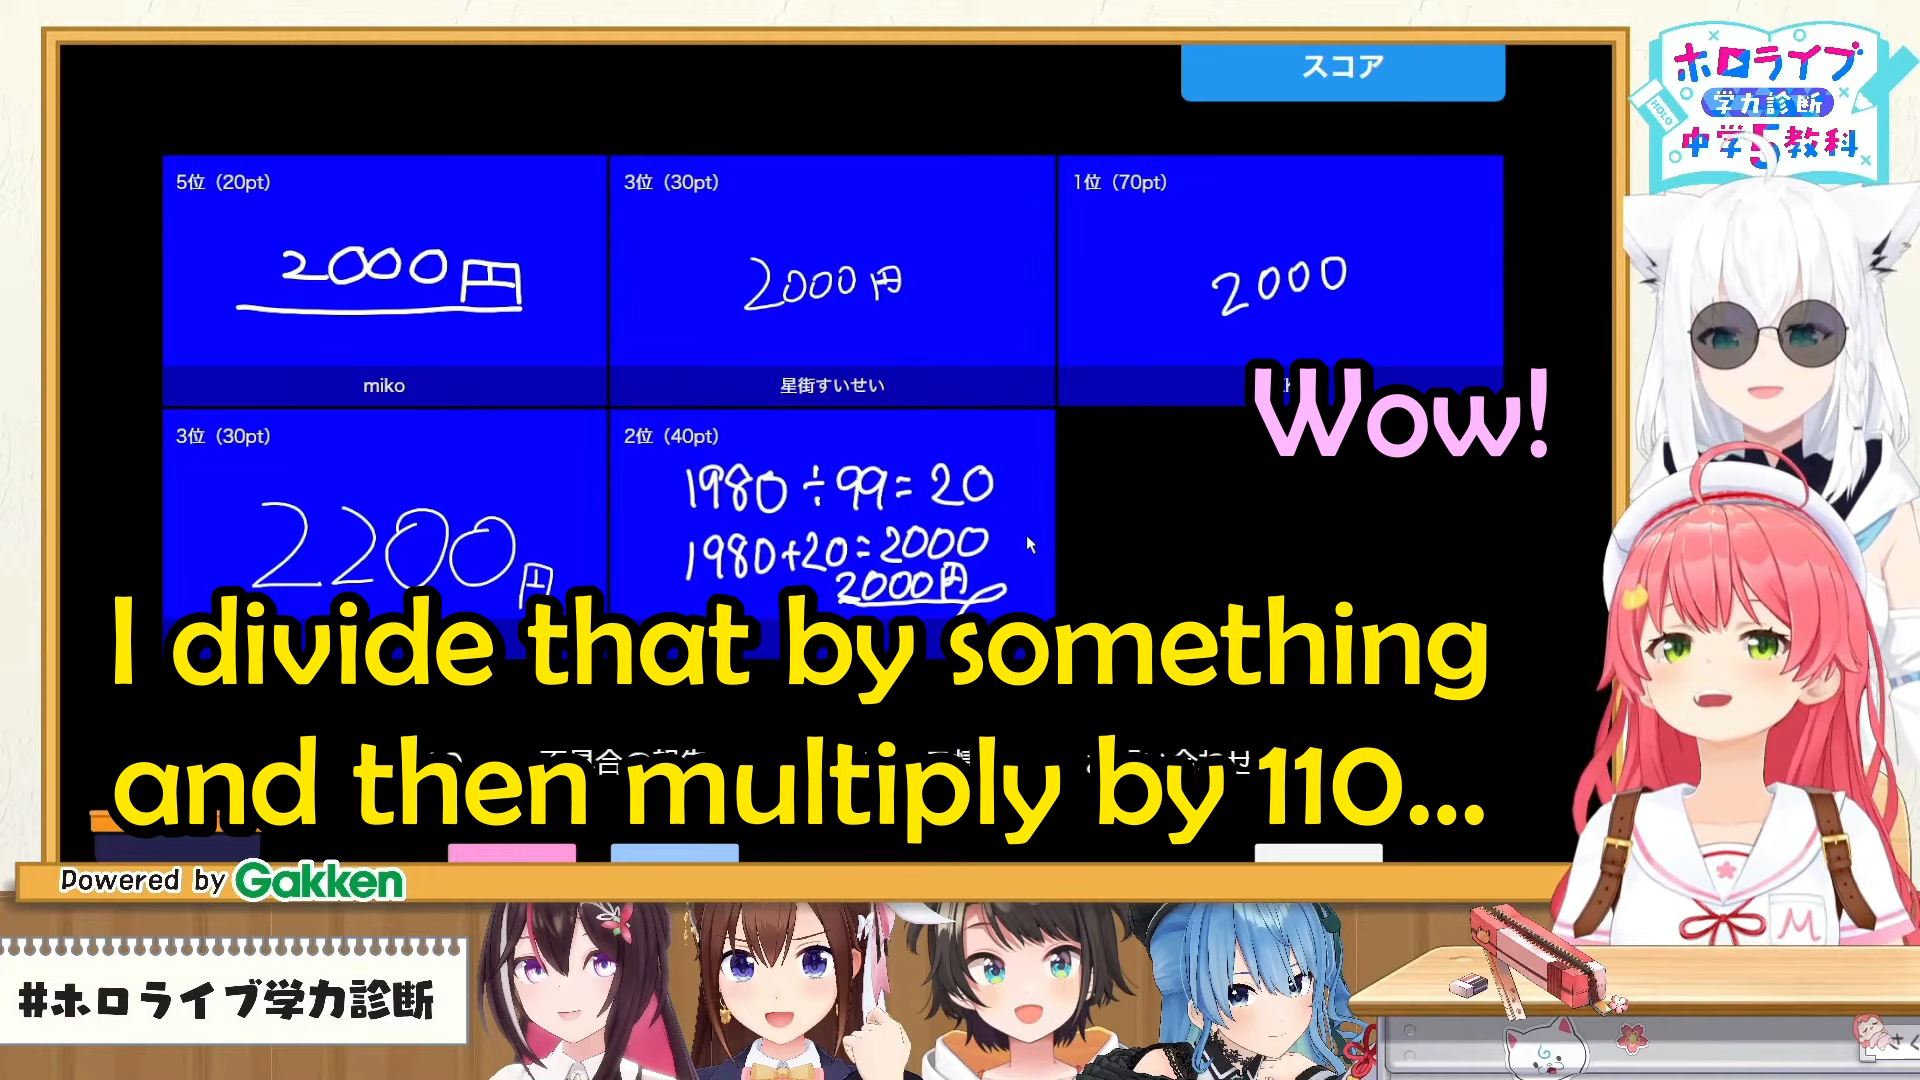 スコア
ホロライブ
学力診断
中学5教科
HOLO
5位（20pt）
2000円
miko
3位（30pt）
2000円
星街すいせい
1位（70pt）
2000
3位（30pt）
2200円
2位（40pt）
1980÷99=20
1980+20=2000
2000円
Wow!
I divide that by something
and then multiply by 110...
Powered by Gakken
#ホロライブ学力診断
M